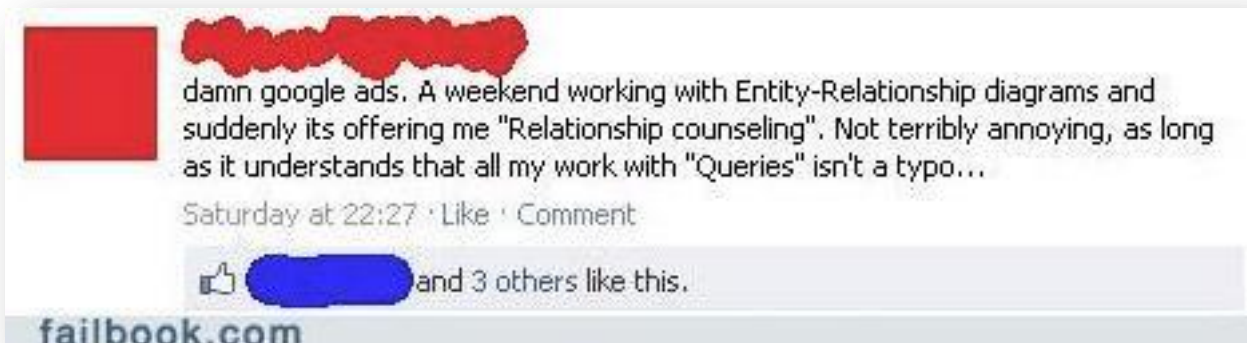 damn google ads. A weekend working with Entity-Relationship diagrams and
suddenly its offering me "Relationship counseling". Not terribly annoying, as long
as it understands that all my work with "Queries" isn't a typo...
Saturday at 22:27 · Like · Comment
and 3 others like this.
failbook.com